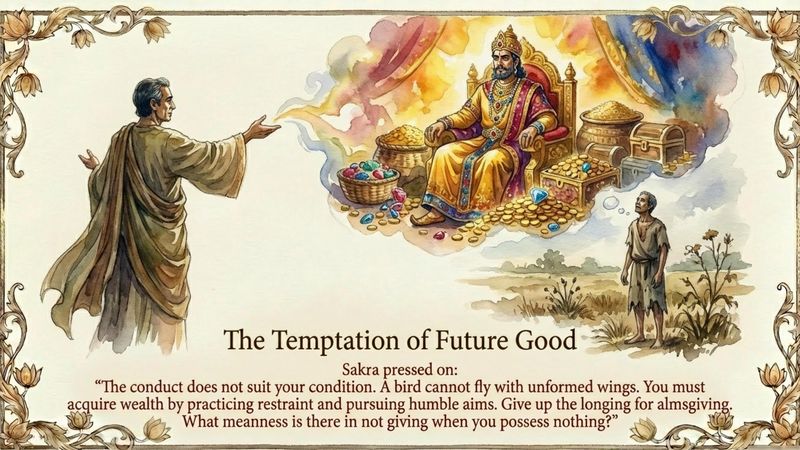 The Temptation of Future Good
Sakra pressed on:
“The conduct does not suit your condition. A bird cannot fly with unformed wings. You must
acquire wealth by practicing restraint and pursuing humble aims. Give up the longing for almsgiving.
What meanness is there in not giving when you possess nothing?”